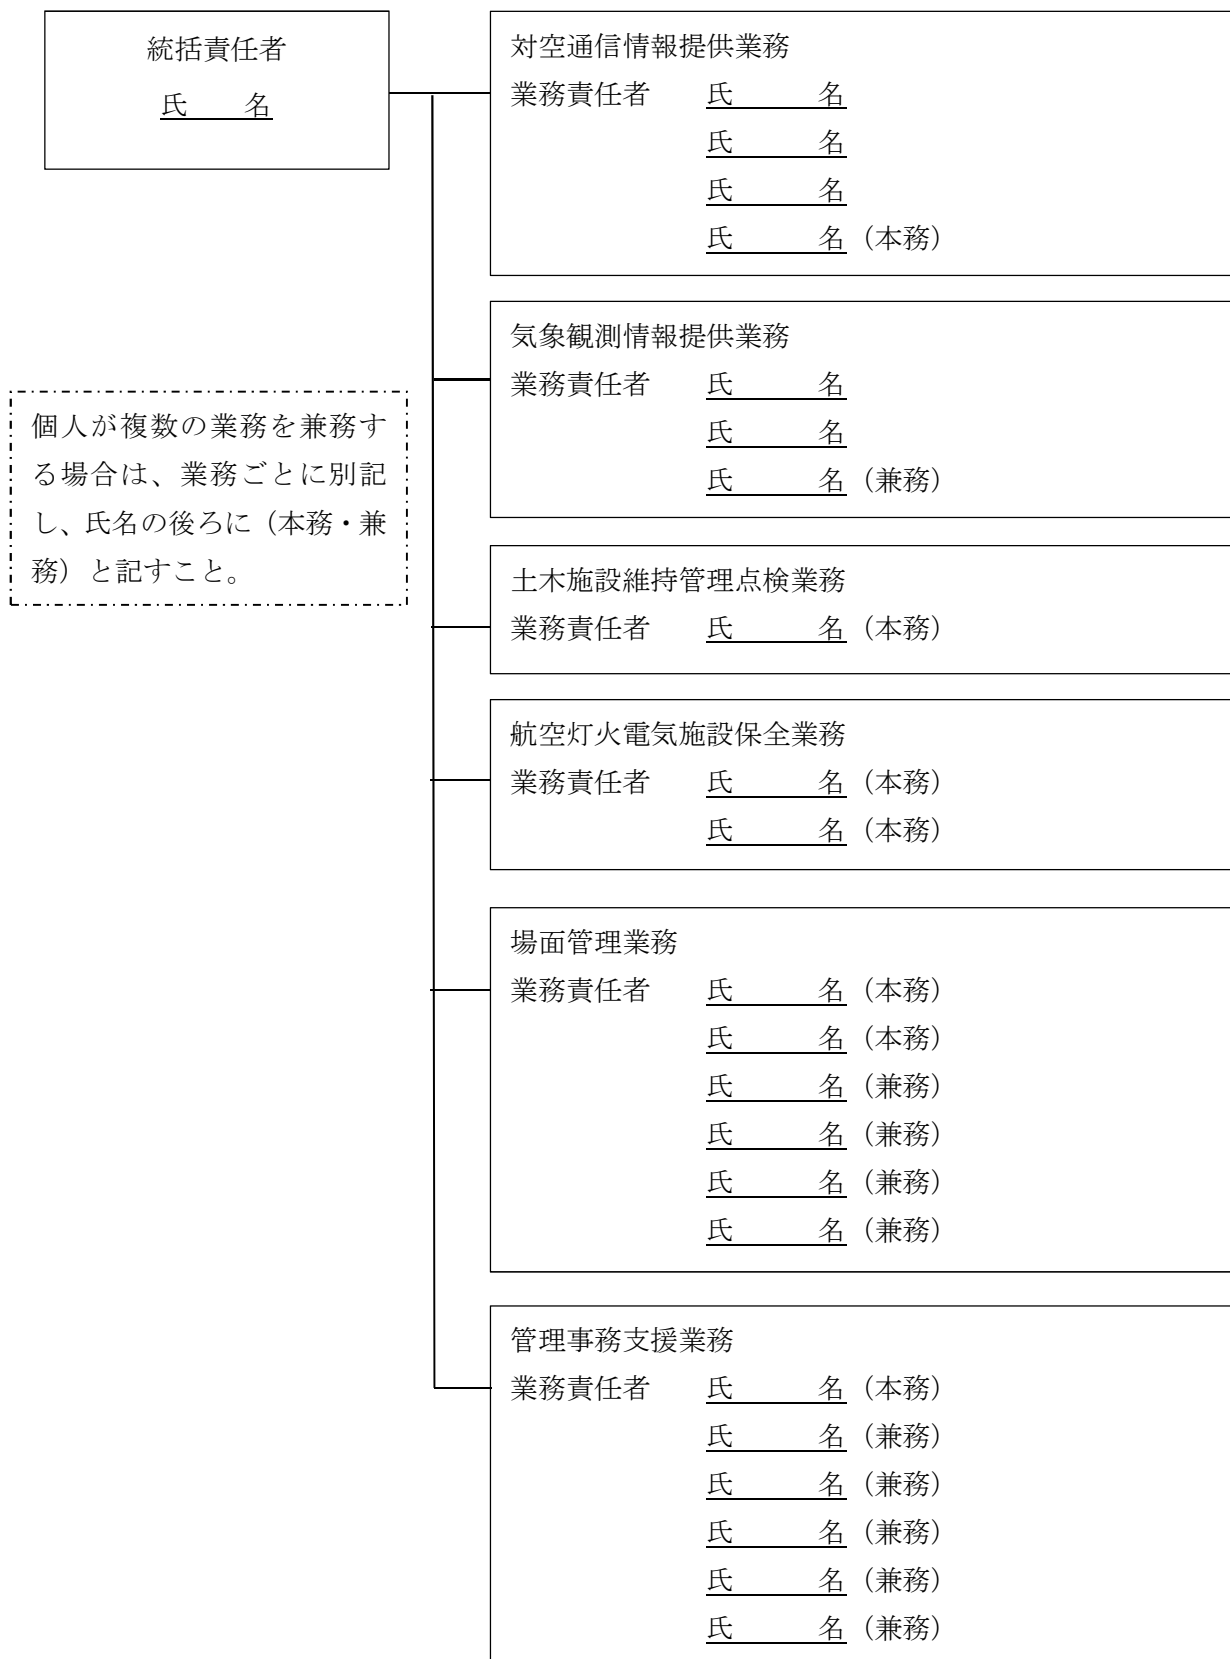 統括責任者
氏　　名
対空通信情報提供業務
業務責任者　　氏　　　名
氏　　　名
氏　　　名
氏　　　名（本務）
気象観測情報提供業務
業務責任者　　氏　　　名
氏　　　名
氏　　　名（兼務）
個人が複数の業務を兼務す
る場合は、業務ごとに別記
し、氏名の後ろに（本務・兼
務）と記すこと。
土木施設維持管理点検業務
業務責任者　　氏　　　名（本務）
航空灯火電気施設保全業務
業務責任者　　氏　　　名（本務）
氏　　　名（本務）
場面管理業務
業務責任者　　氏　　　名（本務）
氏　　　名（本務）
氏　　　名（兼務）
氏　　　名（兼務）
氏　　　名（兼務）
氏　　　名（兼務）
管理事務支援業務
業務責任者　　氏　　　名（本務）
氏　　　名（兼務）
氏　　　名（兼務）
氏　　　名（兼務）
氏　　　名（兼務）
氏　　　名（兼務）